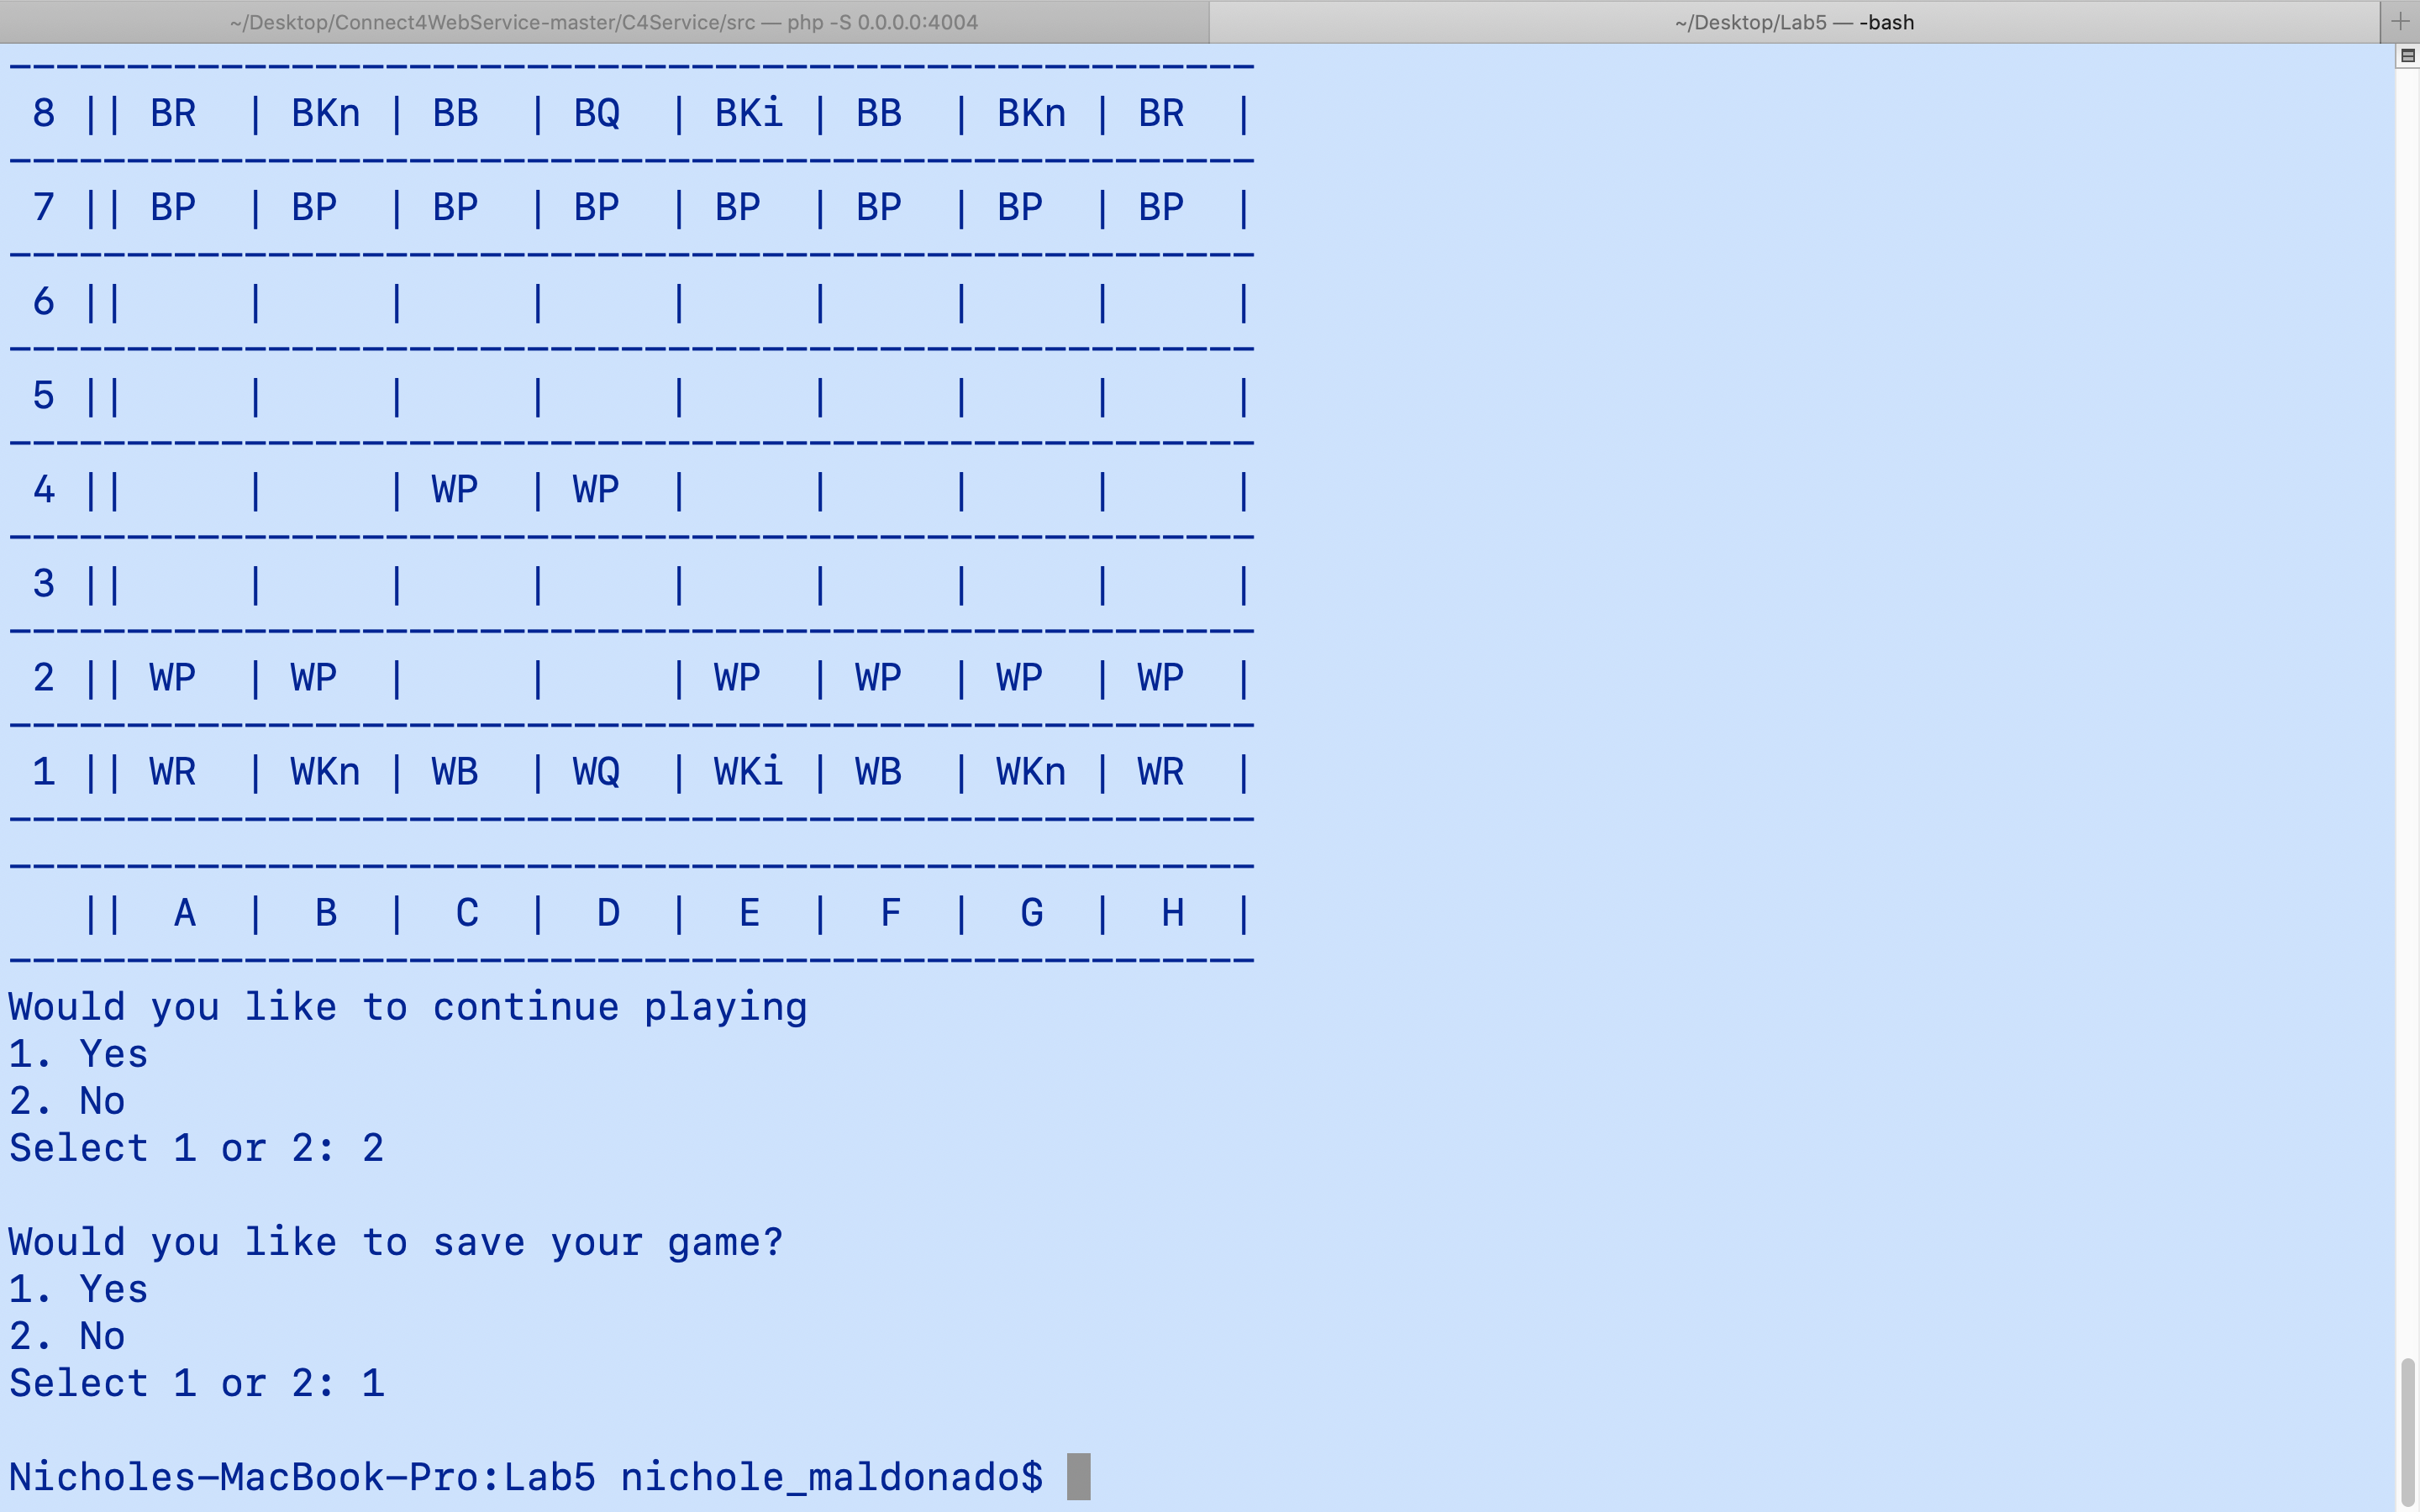 ~/Desktop/Connect4WebService-master/C4Service/src — php -S 0.0.0.0:4004    ~/Desktop/Lab5 — -bash    +
-----------------------------------------------------
 8 || BR  | BKn | BB  | BQ  | BKi | BB  | BKn | BR  |
-----------------------------------------------------
 7 || BP  | BP  | BP  | BP  | BP  | BP  | BP  | BP  |
-----------------------------------------------------
 6 ||     |     |     |     |     |     |     |     |
-----------------------------------------------------
 5 ||     |     |     |     |     |     |     |     |
-----------------------------------------------------
 4 ||     |     | WP  | WP  |     |     |     |     |
-----------------------------------------------------
 3 ||     |     |     |     |     |     |     |     |
-----------------------------------------------------
 2 || WP  | WP  |     |     | WP  | WP  | WP  | WP  |
-----------------------------------------------------
 1 || WR  | WKn | WB  | WQ  | WKi | WB  | WKn | WR  |
-----------------------------------------------------
-----------------------------------------------------
   ||  A  |  B  |  C  |  D  |  E  |  F  |  G  |  H  |
-----------------------------------------------------
Would you like to continue playing
1. Yes
2. No
Select 1 or 2: 2

Would you like to save your game?
1. Yes
2. No
Select 1 or 2: 1

Nicholes-MacBook-Pro:Lab5 nichole_maldonado$